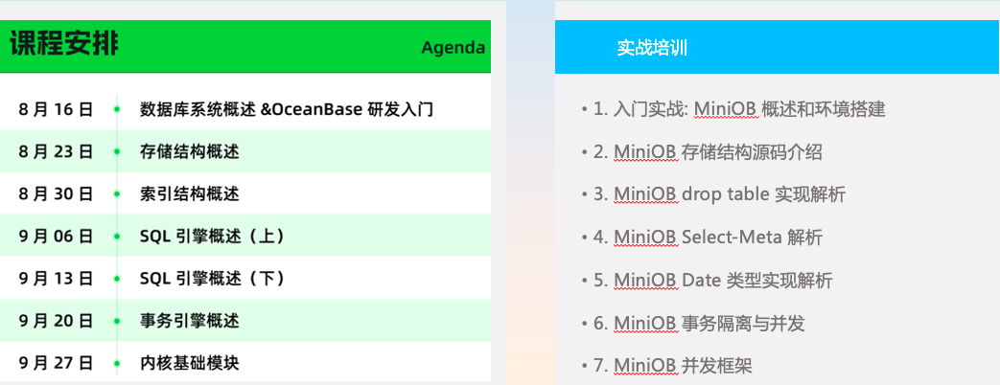 课程安排
Agenda
8 月 16 日 数据库系统概述 &OceanBase 研发入门
8 月 23 日 存储结构概述
8 月 30 日 索引结构概述
9 月 06 日 SQL 引擎概述（上）
9 月 13 日 SQL 引擎概述（下）
9 月 20 日 事务引擎概述
9 月 27 日 内核基础模块
实战培训
• 1. 入门实战: MiniOB 概述和环境搭建
• 2. MiniOB 存储结构源码介绍
• 3. MiniOB drop table 实现解析
• 4. MiniOB Select-Meta 解析
• 5. MiniOB Date 类型实现解析
• 6. MiniOB 事务隔离与并发
• 7. MiniOB 并发框架